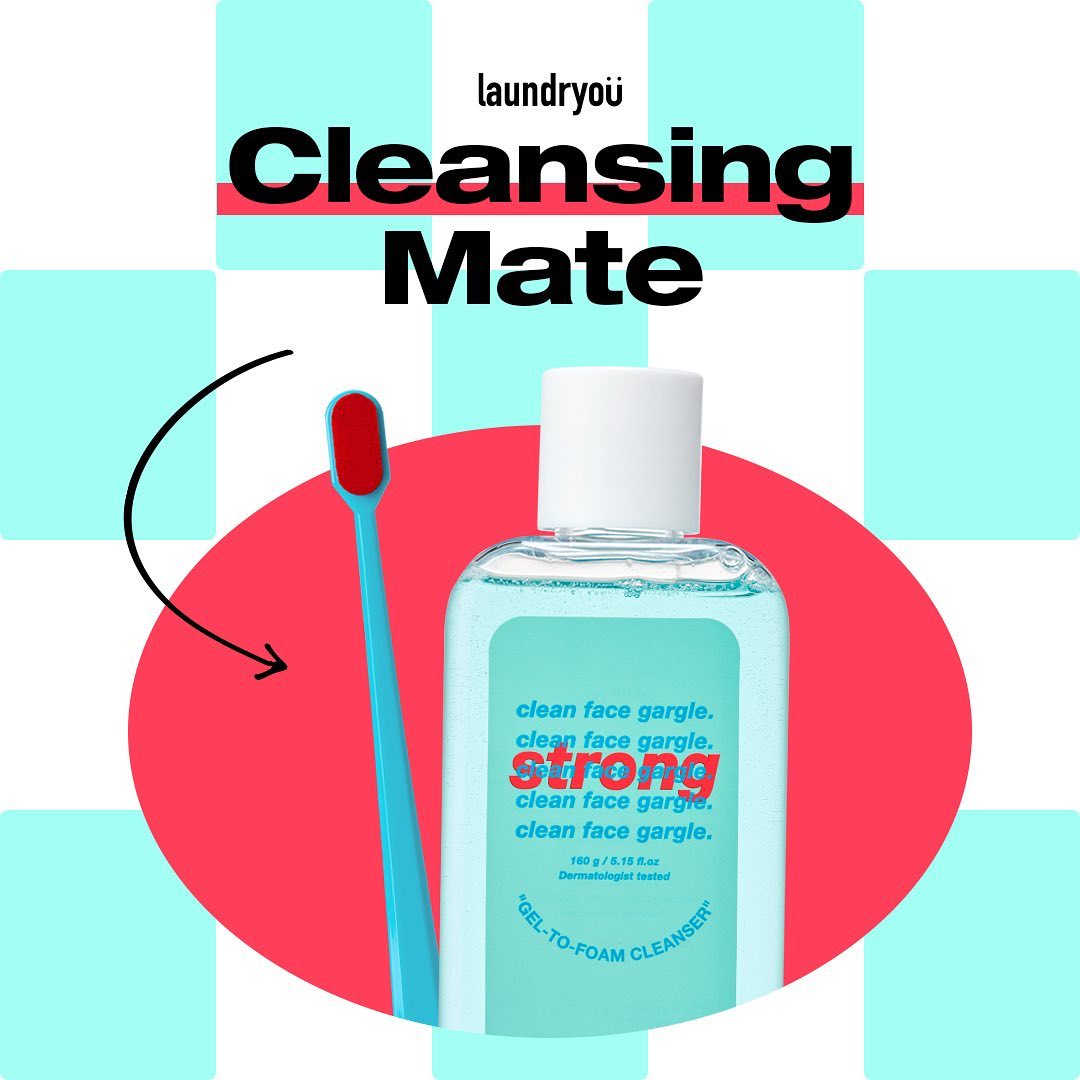 laundryoü
Cleansing
Mate
clean face gargle.
clean face gargle.
strong
clean face gargle.
clean face gargle.
clean face gargle.
160 g / 5.15 fl.oz
Dermatologist tested
"GEL-TO-FOAM CLEANSER"